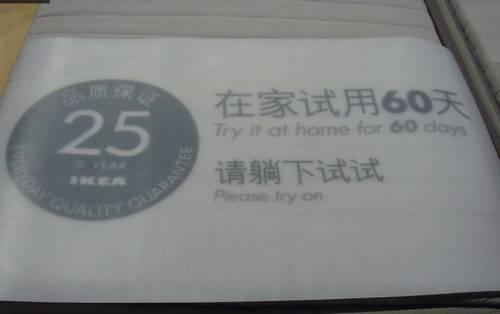 品质保证
25
年 YEAR
IKEA
EVERYDAY QUALITY GUARANTEE
在家试用60天
Try it at home for 60 days
请躺下试试
Please try on